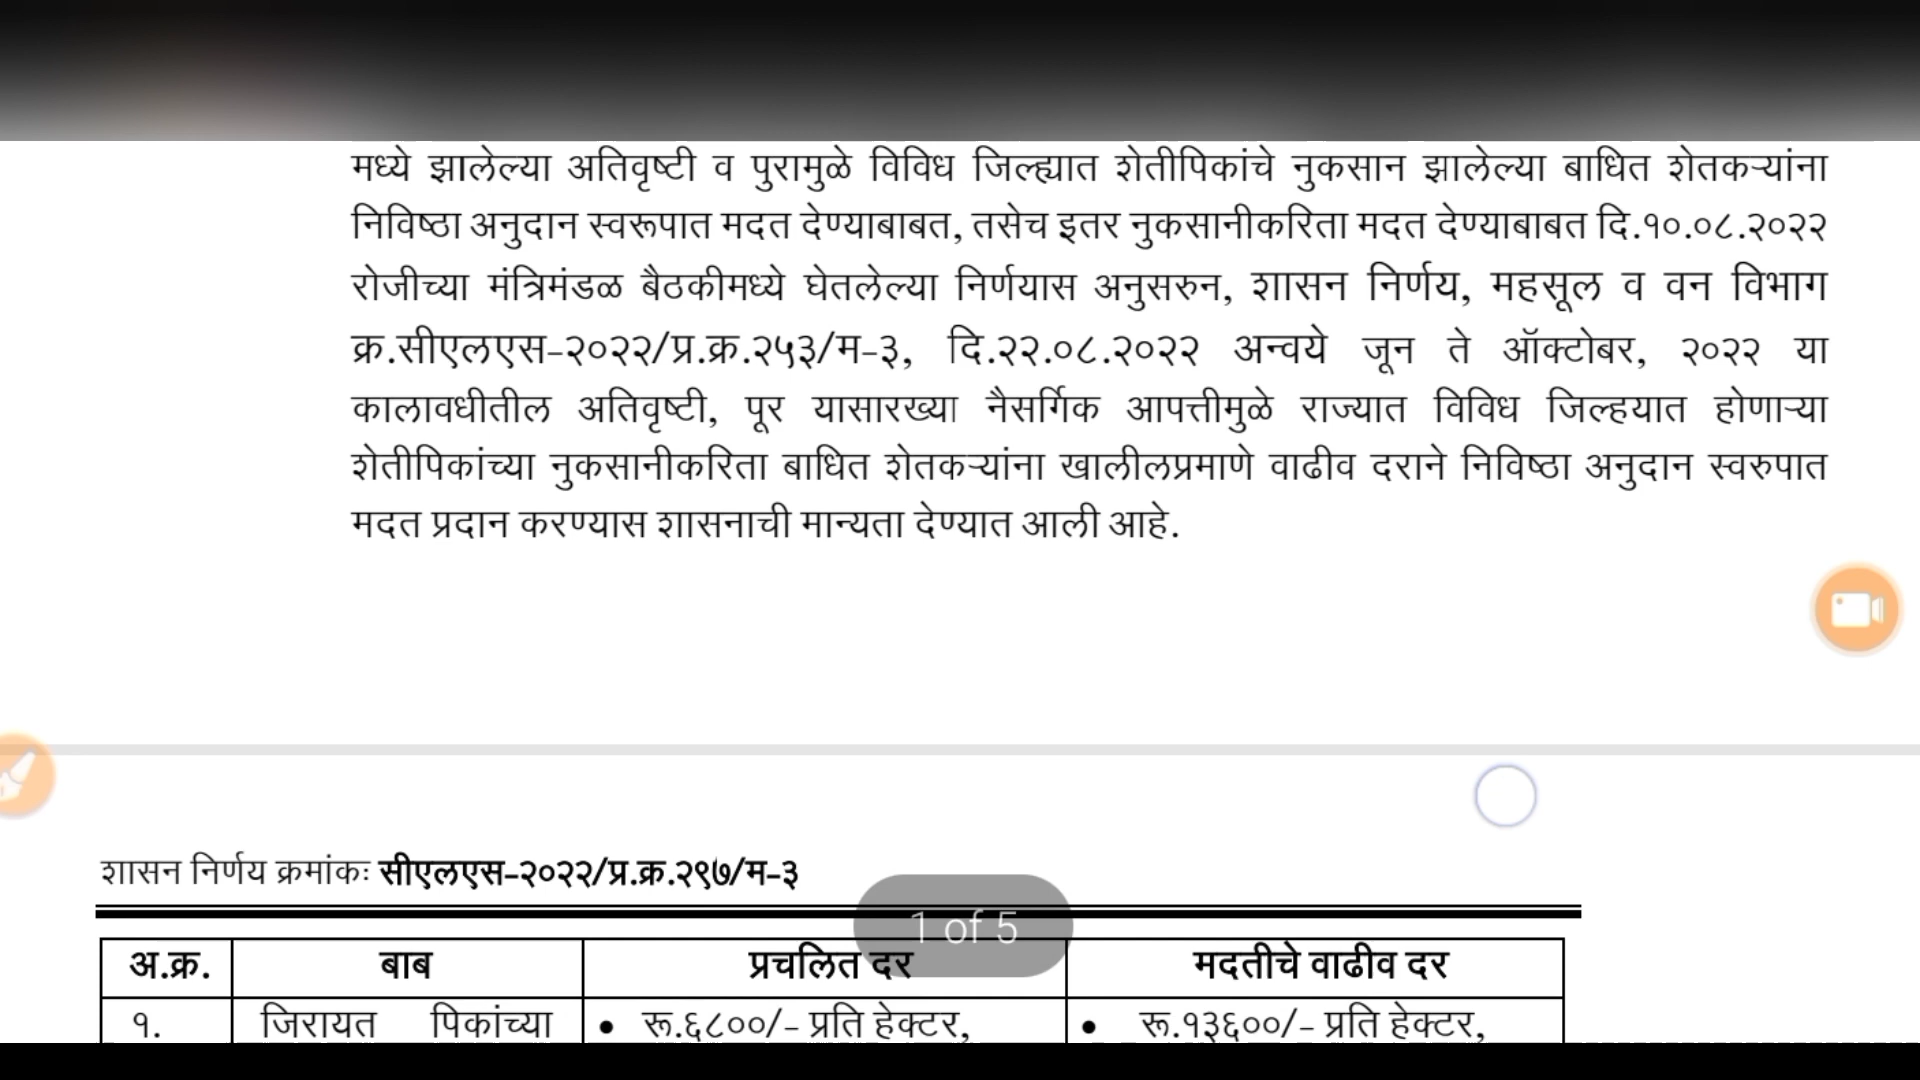 मध्ये झालेल्या अतिवृष्टी व पुरामुळे विविध जिल्ह्यात शेतीपिकांचे नुकसान झालेल्या बाधित शेतकऱ्यांना
निविष्ठा अनुदान स्वरूपात मदत देण्याबाबत, तसेच इतर नुकसानीकरिता मदत देण्याबाबत दि.१०.०८.२०२२
रोजीच्या मंत्रिमंडळ बैठकीमध्ये घेतलेल्या निर्णयास अनुसरुन, शासन निर्णय, महसूल व वन विभाग
क्र.सीएलएस-२०२२/प्र.क्र.२५३/म-३, दि.२२.०८.२०२२ अन्वये जून ते ऑक्टोबर, २०२२ या
कालावधीतील अतिवृष्टी, पूर यासारख्या नैसर्गिक आपत्तीमुळे राज्यात विविध जिल्हयात होणाऱ्या
शेतीपिकांच्या नुकसानीकरिता बाधित शेतकऱ्यांना खालीलप्रमाणे वाढीव दराने निविष्ठा अनुदान स्वरुपात
मदत प्रदान करण्यास शासनाची मान्यता देण्यात आली आहे.
शासन निर्णय क्रमांकः सीएलएस-२०२२/प्र.क्र.२९७/म-३
1 of 5
अ.क्र. बाब प्रचलित दर मदतीचे वाढीव दर
१. जिरायत पिकांच्या • रू.६८००/- प्रति हेक्टर, • रू.१३६००/- प्रति हेक्टर,